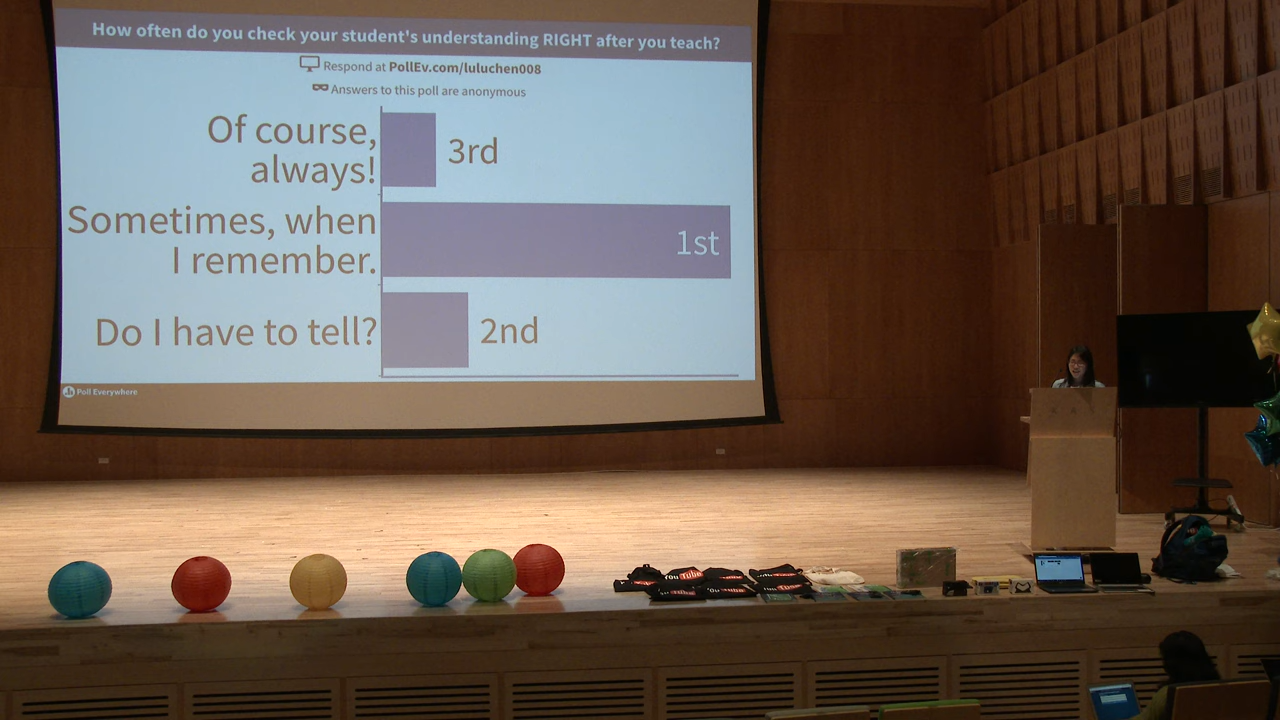 How often do you check your student's understanding RIGHT after you teach?
Respond at PollEv.com/luluchen008
Answers to this poll are anonymous
Of course,
always!
3rd
Sometimes, when
I remember.
1st
Do I have to tell?
2nd
Poll Everywhere
YouTube
YouTube